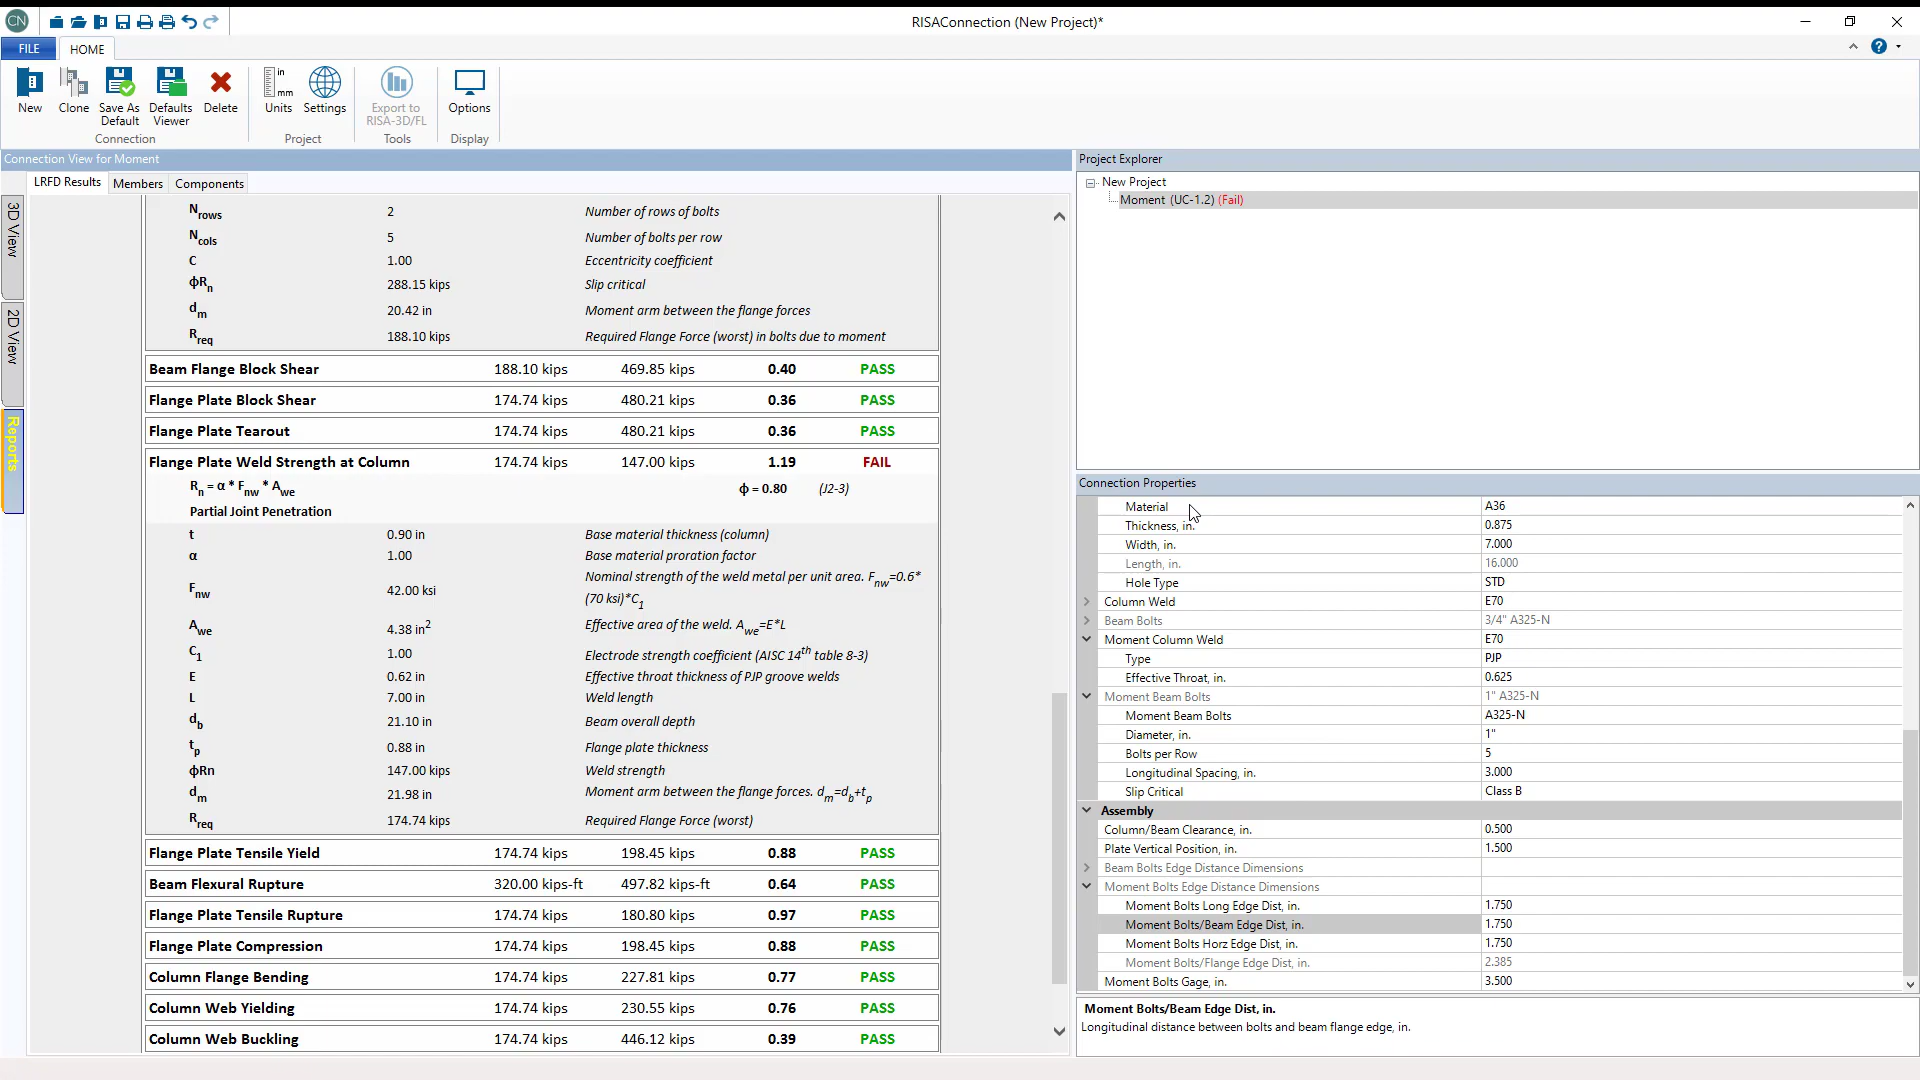 CN
RISAConnection (New Project)*
FILE
HOME
?
in
mm
New
Clone
Save As
Default
Defaults
Viewer
Delete
Units
Settings
Export to
RISA-3D/FL
Options
Connection
Project
Tools
Display
Connection View for Moment
LRFD Results
Members
Components
3D View
2D View
Reports
Nrows 2 Number of rows of bolts
Ncols 5 Number of bolts per row
C 1.00 Eccentricity coefficient
ϕRn 288.15 kips Slip critical
dm 20.42 in Moment arm between the flange forces
Rreq 188.10 kips Required Flange Force (worst) in bolts due to moment
Beam Flange Block Shear 188.10 kips 469.85 kips 0.40 PASS
Flange Plate Block Shear 174.74 kips 480.21 kips 0.36 PASS
Flange Plate Tearout 174.74 kips 480.21 kips 0.36 PASS
Flange Plate Weld Strength at Column 174.74 kips 147.00 kips 1.19 FAIL
Rn = α * Fnw * Awe ϕ = 0.80 (J2-3)
Partial Joint Penetration
t 0.90 in Base material thickness (column)
α 1.00 Base material proration factor
Fnw 42.00 ksi Nominal strength of the weld metal per unit area. Fnw=0.6*
(70 ksi)*C1
Awe 4.38 in2 Effective area of the weld. Awe=E*L
C1 1.00 Electrode strength coefficient (AISC 14th table 8-3)
E 0.62 in Effective throat thickness of PJP groove welds
L 7.00 in Weld length
db 21.10 in Beam overall depth
tp 0.88 in Flange plate thickness
ϕRn 147.00 kips Weld strength
dm 21.98 in Moment arm between the flange forces. dm=db+tp
Rreq 174.74 kips Required Flange Force (worst)
Flange Plate Tensile Yield 174.74 kips 198.45 kips 0.88 PASS
Beam Flexural Rupture 320.00 kips-ft 497.82 kips-ft 0.64 PASS
Flange Plate Tensile Rupture 174.74 kips 180.80 kips 0.97 PASS
Flange Plate Compression 174.74 kips 198.45 kips 0.88 PASS
Column Flange Bending 174.74 kips 227.81 kips 0.77 PASS
Column Web Yielding 174.74 kips 230.55 kips 0.76 PASS
Column Web Buckling 174.74 kips 446.12 kips 0.39 PASS
Project Explorer
New Project
Moment (UC-1.2) (Fail)
Connection Properties
Material A36
Thickness, in. 0.875
Width, in. 7.000
Length, in. 16.000
Hole Type STD
Column Weld E70
Beam Bolts 3/4" A325-N
Moment Column Weld E70
Type PJP
Effective Throat, in. 0.625
Moment Beam Bolts 1" A325-N
Moment Beam Bolts A325-N
Diameter, in. 1"
Bolts per Row 5
Longitudinal Spacing, in. 3.000
Slip Critical Class B
Assembly
Column/Beam Clearance, in. 0.500
Plate Vertical Position, in. 1.500
Beam Bolts Edge Distance Dimensions
Moment Bolts Edge Distance Dimensions
Moment Bolts Long Edge Dist, in. 1.750
Moment Bolts/Beam Edge Dist, in. 1.750
Moment Bolts Horz Edge Dist, in. 1.750
Moment Bolts/Flange Edge Dist, in. 2.385
Moment Bolts Gage, in. 3.500
Moment Bolts/Beam Edge Dist, in.
Longitudinal distance between bolts and beam flange edge, in.